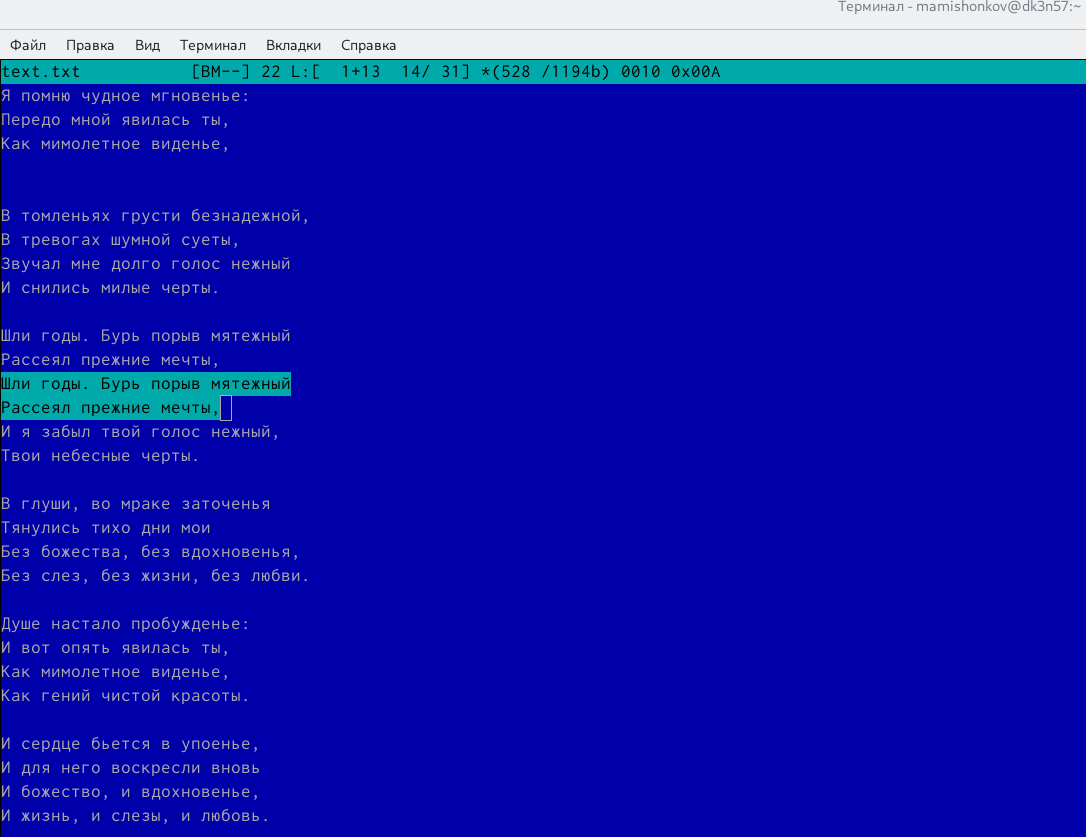 Терминал - mamishonkov@dk3n57:~
Файл Правка Вид Терминал Вкладки Справка
text.txt [BM--] 22 L:[ 1+13 14/ 31] *(528 /1194b) 0010 0x00A
Я помню чудное мгновенье:
Передо мной явилась ты,
Как мимолетное виденье,
В томленьях грусти безнадежной,
В тревогах шумной суеты,
Звучал мне долго голос нежный
И снились милые черты.
Шли годы. Бурь порыв мятежный
Рассеял прежние мечты,
Шли годы. Бурь порыв мятежный
Рассеял прежние мечты,
И я забыл твой голос нежный,
Твои небесные черты.
В глуши, во мраке заточенья
Тянулись тихо дни мои
Без божества, без вдохновенья,
Без слез, без жизни, без любви.
Душе настало пробужденье:
И вот опять явилась ты,
Как мимолетное виденье,
Как гений чистой красоты.
И сердце бьется в упоенье,
И для него воскресли вновь
И божество, и вдохновенье,
И жизнь, и слезы, и любовь.